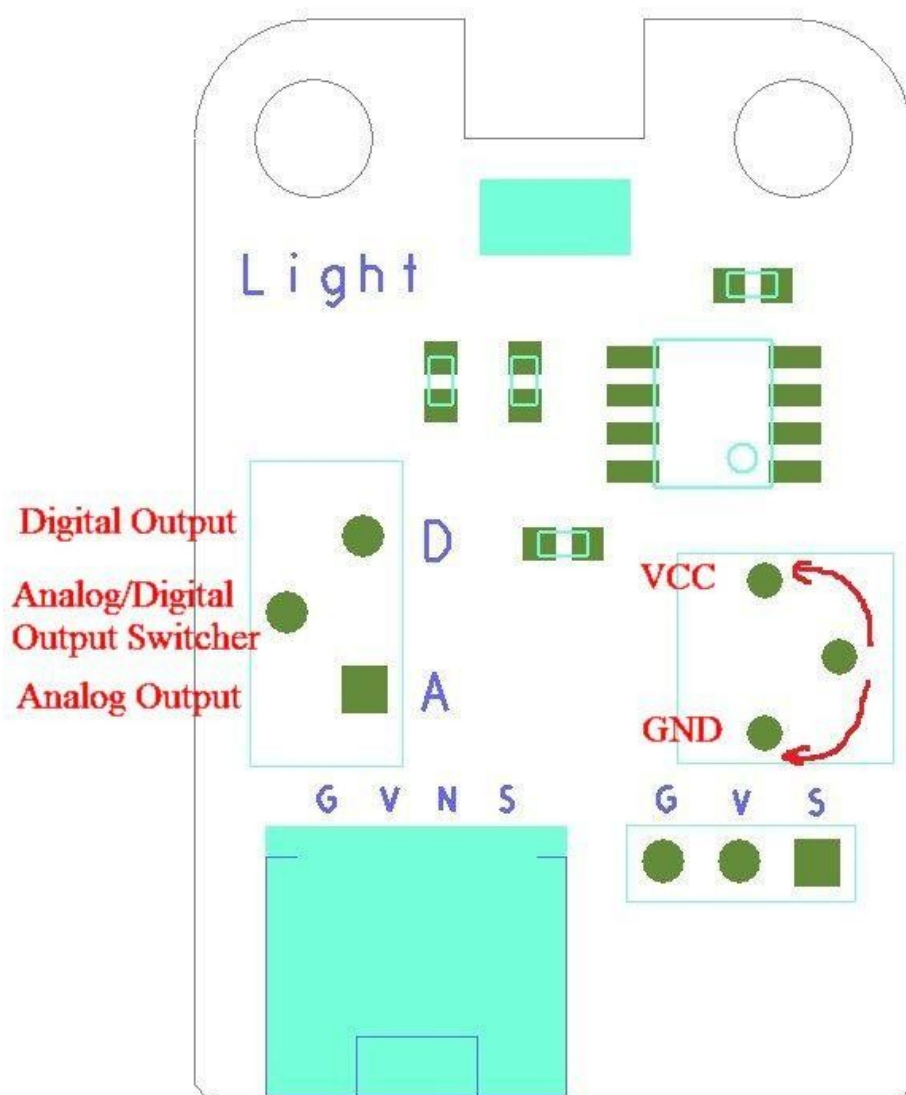 Light
Digital Output
D
Analog/Digital
Output Switcher
Analog Output
A
VCC
GND
G V N S
G V S